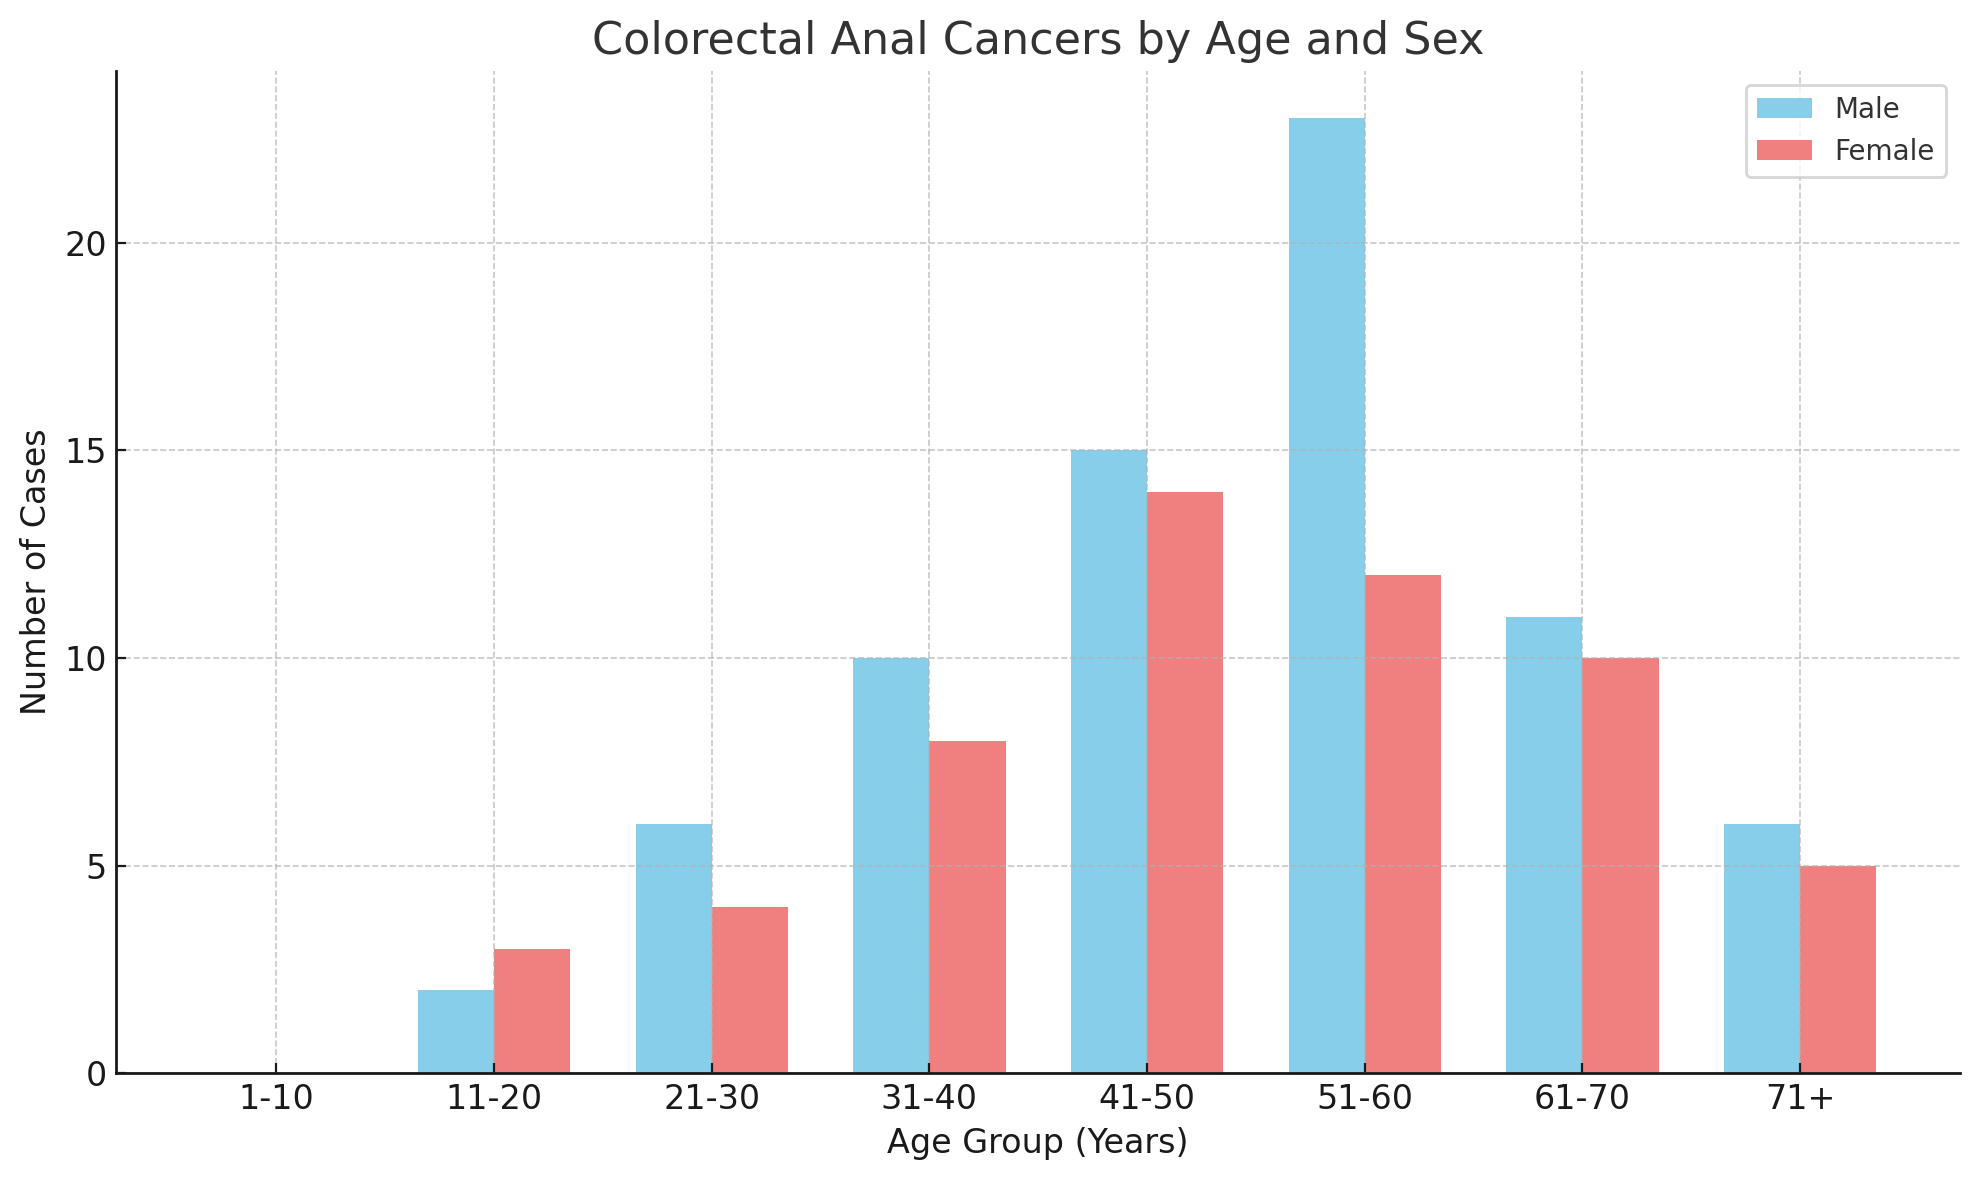 Colorectal Anal Cancers by Age and Sex
Male
Female
Number of Cases
20
15
10
5
0
1-10 11-20 21-30 31-40 41-50 51-60 61-70 71+
Age Group (Years)